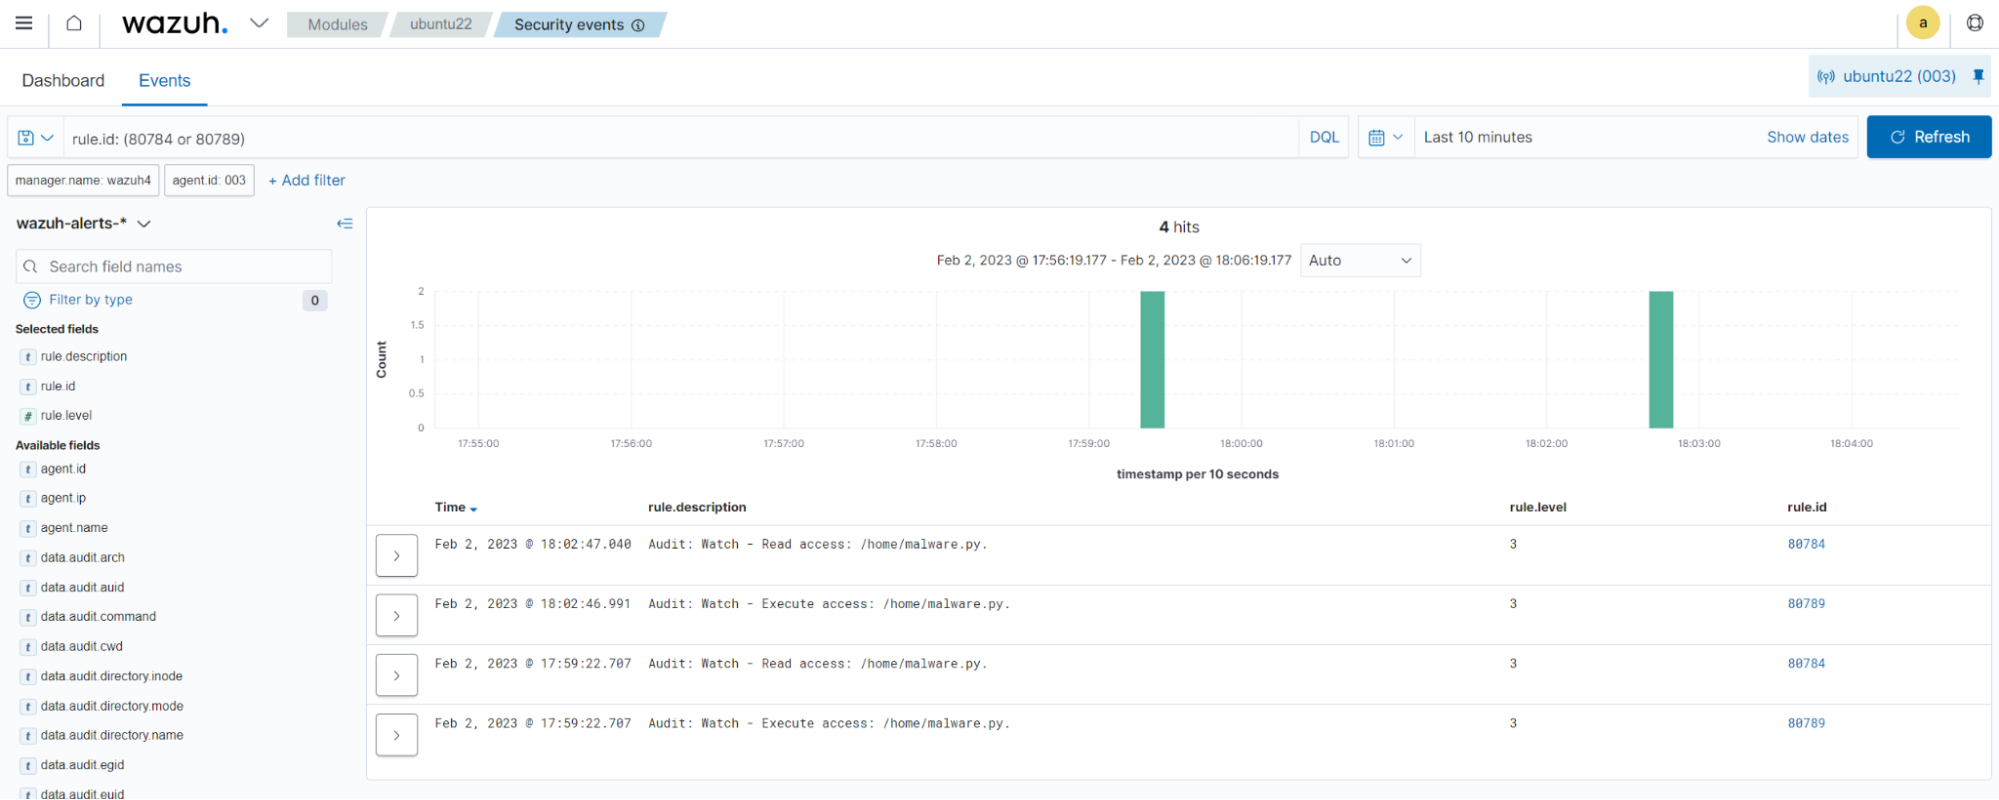 wazuh. Modules ubuntu22 Security events a
Dashboard Events ubuntu22 (003)
rule.id: (80784 or 80789) DQL Last 10 minutes Show dates Refresh
manager.name: wazuh4 agent.id: 003 + Add filter
wazuh-alerts-*
Search field names
Filter by type 0
Selected fields
t rule.description
t rule.id
# rule.level
Available fields
t agent.id
t agent.ip
t agent.name
t data.audit.arch
t data.audit.auid
t data.audit.command
t data.audit.cwd
t data.audit.directory.inode
t data.audit.directory.mode
t data.audit.directory.name
t data.audit.egid
t data.audit.euid
4 hits
Feb 2, 2023 @ 17:56:19.177 - Feb 2, 2023 @ 18:06:19.177 Auto
Count
2
1.5
1
0.5
0
17:55:00 17:56:00 17:57:00 17:58:00 17:59:00 18:00:00 18:01:00 18:02:00 18:03:00 18:04:00
timestamp per 10 seconds
Time rule.description rule.level rule.id
Feb 2, 2023 @ 18:02:47.040 Audit: Watch - Read access: /home/malware.py. 3 80784
Feb 2, 2023 @ 18:02:46.991 Audit: Watch - Execute access: /home/malware.py. 3 80789
Feb 2, 2023 @ 17:59:22.707 Audit: Watch - Read access: /home/malware.py. 3 80784
Feb 2, 2023 @ 17:59:22.707 Audit: Watch - Execute access: /home/malware.py. 3 80789